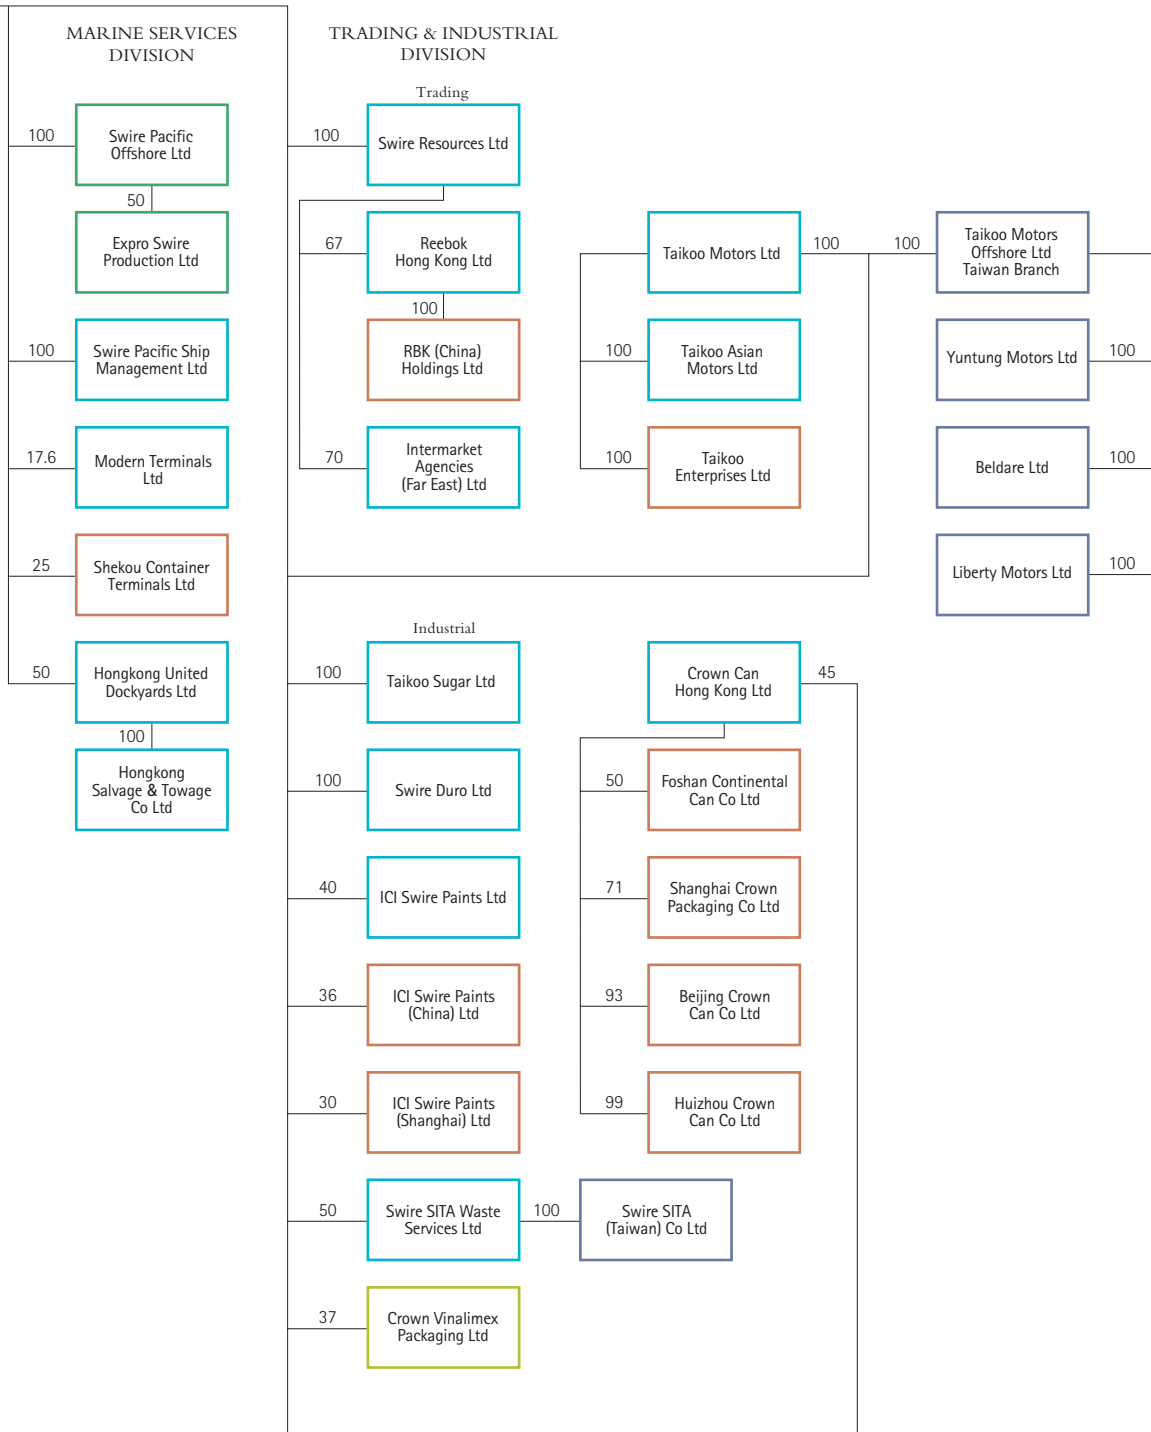 MARINE SERVICES
DIVISION
100
Swire Pacific
Offshore Ltd
50
Expro Swire
Production Ltd
100
Swire Pacific Ship
Management Ltd
17.6
Modern Terminals
Ltd
25
Shekou Container
Terminals Ltd
50
Hongkong United
Dockyards Ltd
100
Hongkong
Salvage & Towage
Co Ltd
TRADING & INDUSTRIAL
DIVISION
Trading
100
Swire Resources Ltd
67
Reebok
Hong Kong Ltd
100
RBK (China)
Holdings Ltd
70
Intermarket
Agencies
(Far East) Ltd
Taikoo Motors Ltd
100
100
Taikoo Asian
Motors Ltd
100
Taikoo
Enterprises Ltd
100
Taikoo Motors
Offshore Ltd
Taiwan Branch
Yuntung Motors Ltd
100
Beldare Ltd
100
Liberty Motors Ltd
100
Industrial
100
Taikoo Sugar Ltd
100
Swire Duro Ltd
40
ICI Swire Paints Ltd
36
ICI Swire Paints
(China) Ltd
30
ICI Swire Paints
(Shanghai) Ltd
50
Swire SITA Waste
Services Ltd
100
Swire SITA
(Taiwan) Co Ltd
37
Crown Vinalimex
Packaging Ltd
Crown Can
Hong Kong Ltd
45
50
Foshan Continental
Can Co Ltd
71
Shanghai Crown
Packaging Co Ltd
93
Beijing Crown
Can Co Ltd
99
Huizhou Crown
Can Co Ltd